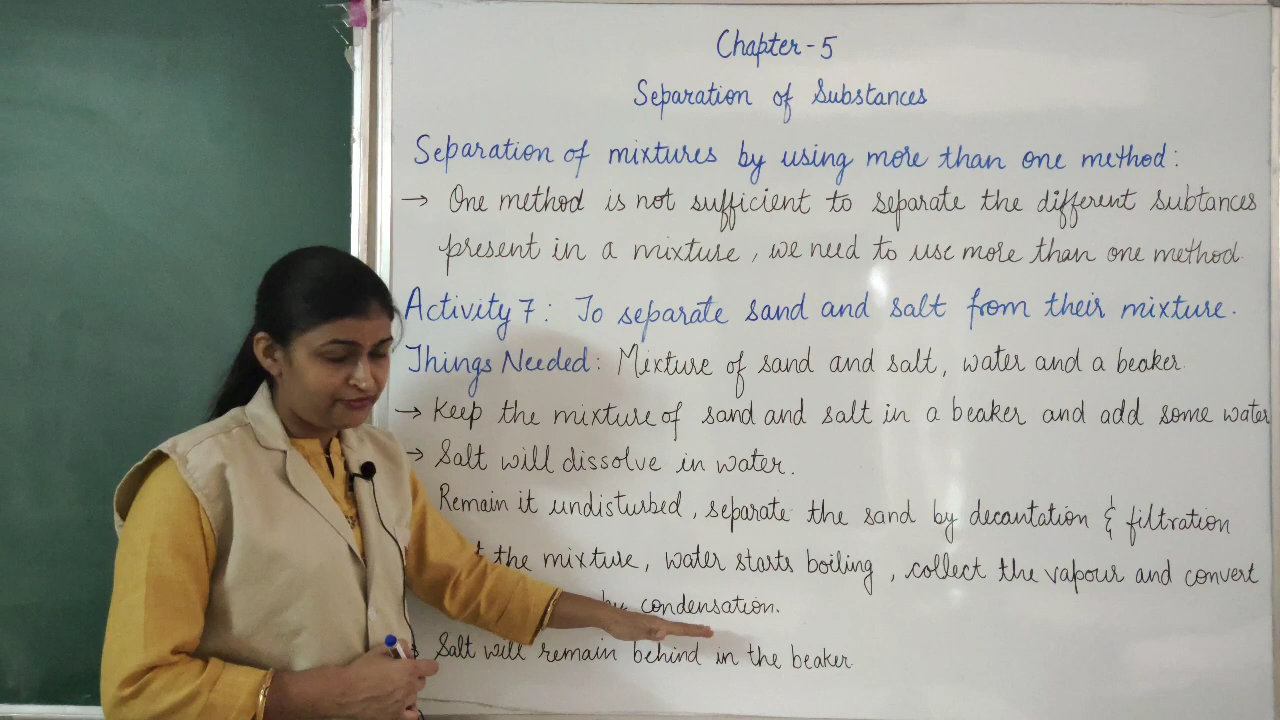 Chapter - 5
Separation of Substances
Separation of mixtures by using more than one method :
→ One method is not sufficient to separate the different subtances
present in a mixture, we need to use more than one method.
Activity 7 : To separate sand and salt from their mixture.
Things Needed : Mixture of sand and salt, water and a beaker.
→ Keep the mixture of sand and salt in a beaker and add some water
→ Salt will dissolve in water.
Remain it undisturbed, separate the sand by decantation & filtration
the mixture, water starts boiling, collect the vapour and convert
by condensation.
Salt will remain behind in the beaker.